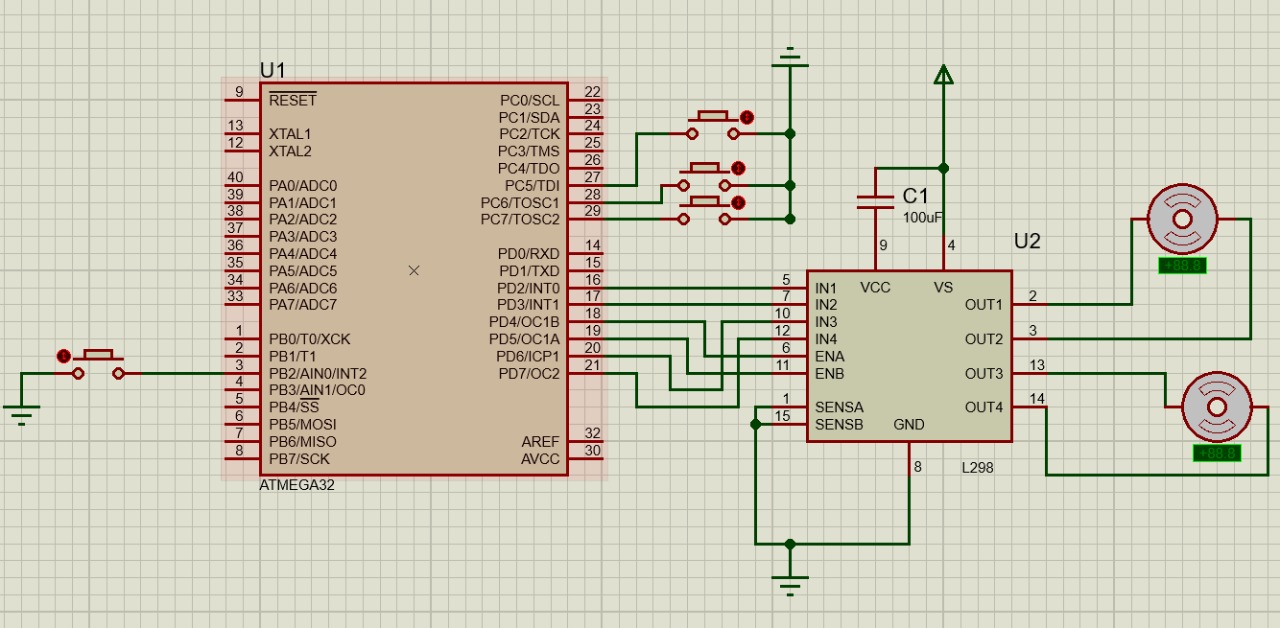 U1
9 RESET PC0/SCL 22
PC1/SDA 23
13 XTAL1 PC2/TCK 24
12 XTAL2 PC3/TMS 25
PC4/TDO 26
40 PA0/ADC0 PC5/TDI 27
39 PA1/ADC1 PC6/TOSC1 28
38 PA2/ADC2 PC7/TOSC2 29
37 PA3/ADC3
36 PA4/ADC4 PD0/RXD 14
35 PA5/ADC5 PD1/TXD 15
34 PA6/ADC6 PD2/INT0 16
33 PA7/ADC7 PD3/INT1 17
PD4/OC1B 18
1 PB0/T0/XCK PD5/OC1A 19
2 PB1/T1 PD6/ICP1 20
3 PB2/AIN0/INT2 PD7/OC2 21
4 PB3/AIN1/OC0
5 PB4/SS
6 PB5/MOSI
7 PB6/MISO AREF 32
8 PB7/SCK AVCC 30
ATMEGA32
C1
100uF
U2
9 4
VCC VS
5 IN1
7 IN2 OUT1 2
10 IN3
12 IN4 OUT2 3
6 ENA
11 ENB OUT3 13
1 SENSA OUT4 14
15 SENSB GND
8
L298
+88.8
+88.8